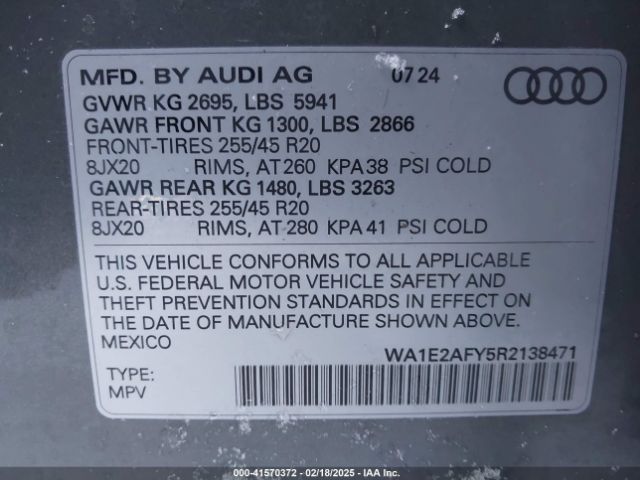 MFD. BY AUDI AG 07 24
GVWR KG 2695, LBS 5941
GAWR FRONT KG 1300, LBS 2866
FRONT-TIRES 255/45 R20
8JX20 RIMS, AT 260 KPA 38 PSI COLD
GAWR REAR KG 1480, LBS 3263
REAR-TIRES 255/45 R20
8JX20 RIMS, AT 280 KPA 41 PSI COLD
THIS VEHICLE CONFORMS TO ALL APPLICABLE
U.S. FEDERAL MOTOR VEHICLE SAFETY AND
THEFT PREVENTION STANDARDS IN EFFECT ON
THE DATE OF MANUFACTURE SHOWN ABOVE.
MEXICO
WA1E2AFY5R2138471
TYPE:
MPV
000-41570372 - 02/18/2025 - IAA Inc.